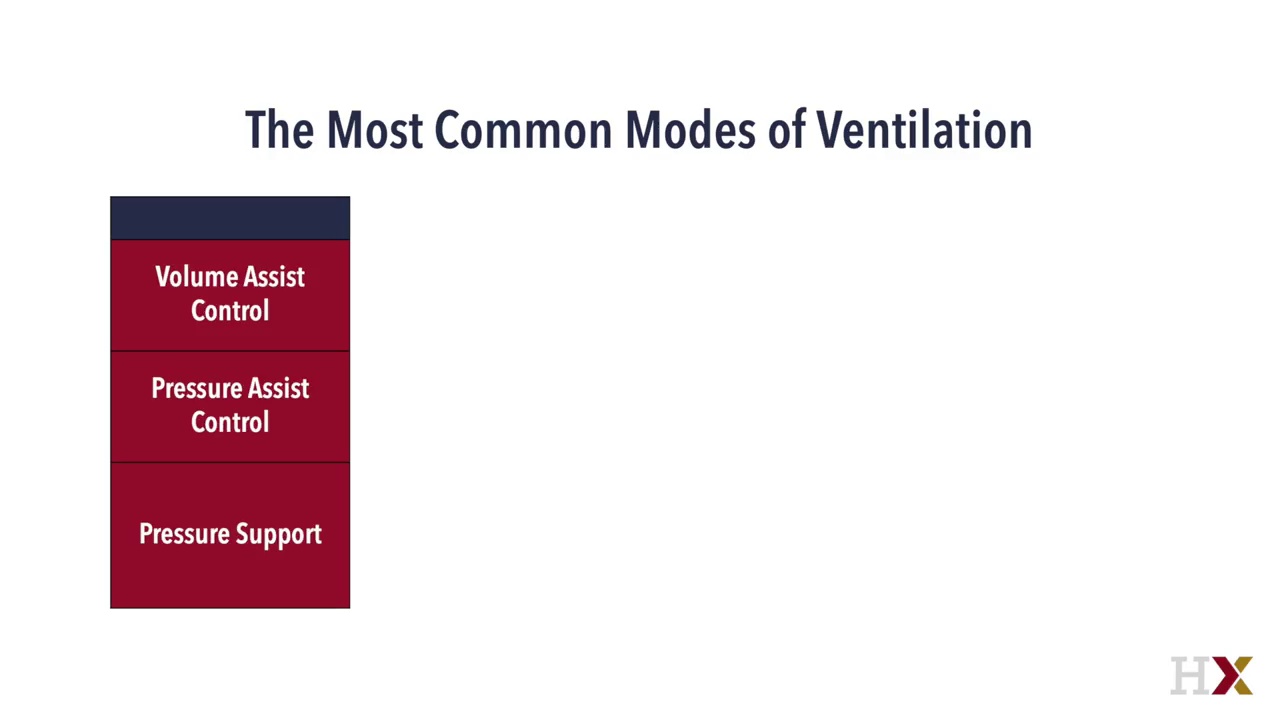 The Most Common Modes of Ventilation
Volume Assist
Control
Pressure Assist
Control
Pressure Support
HX